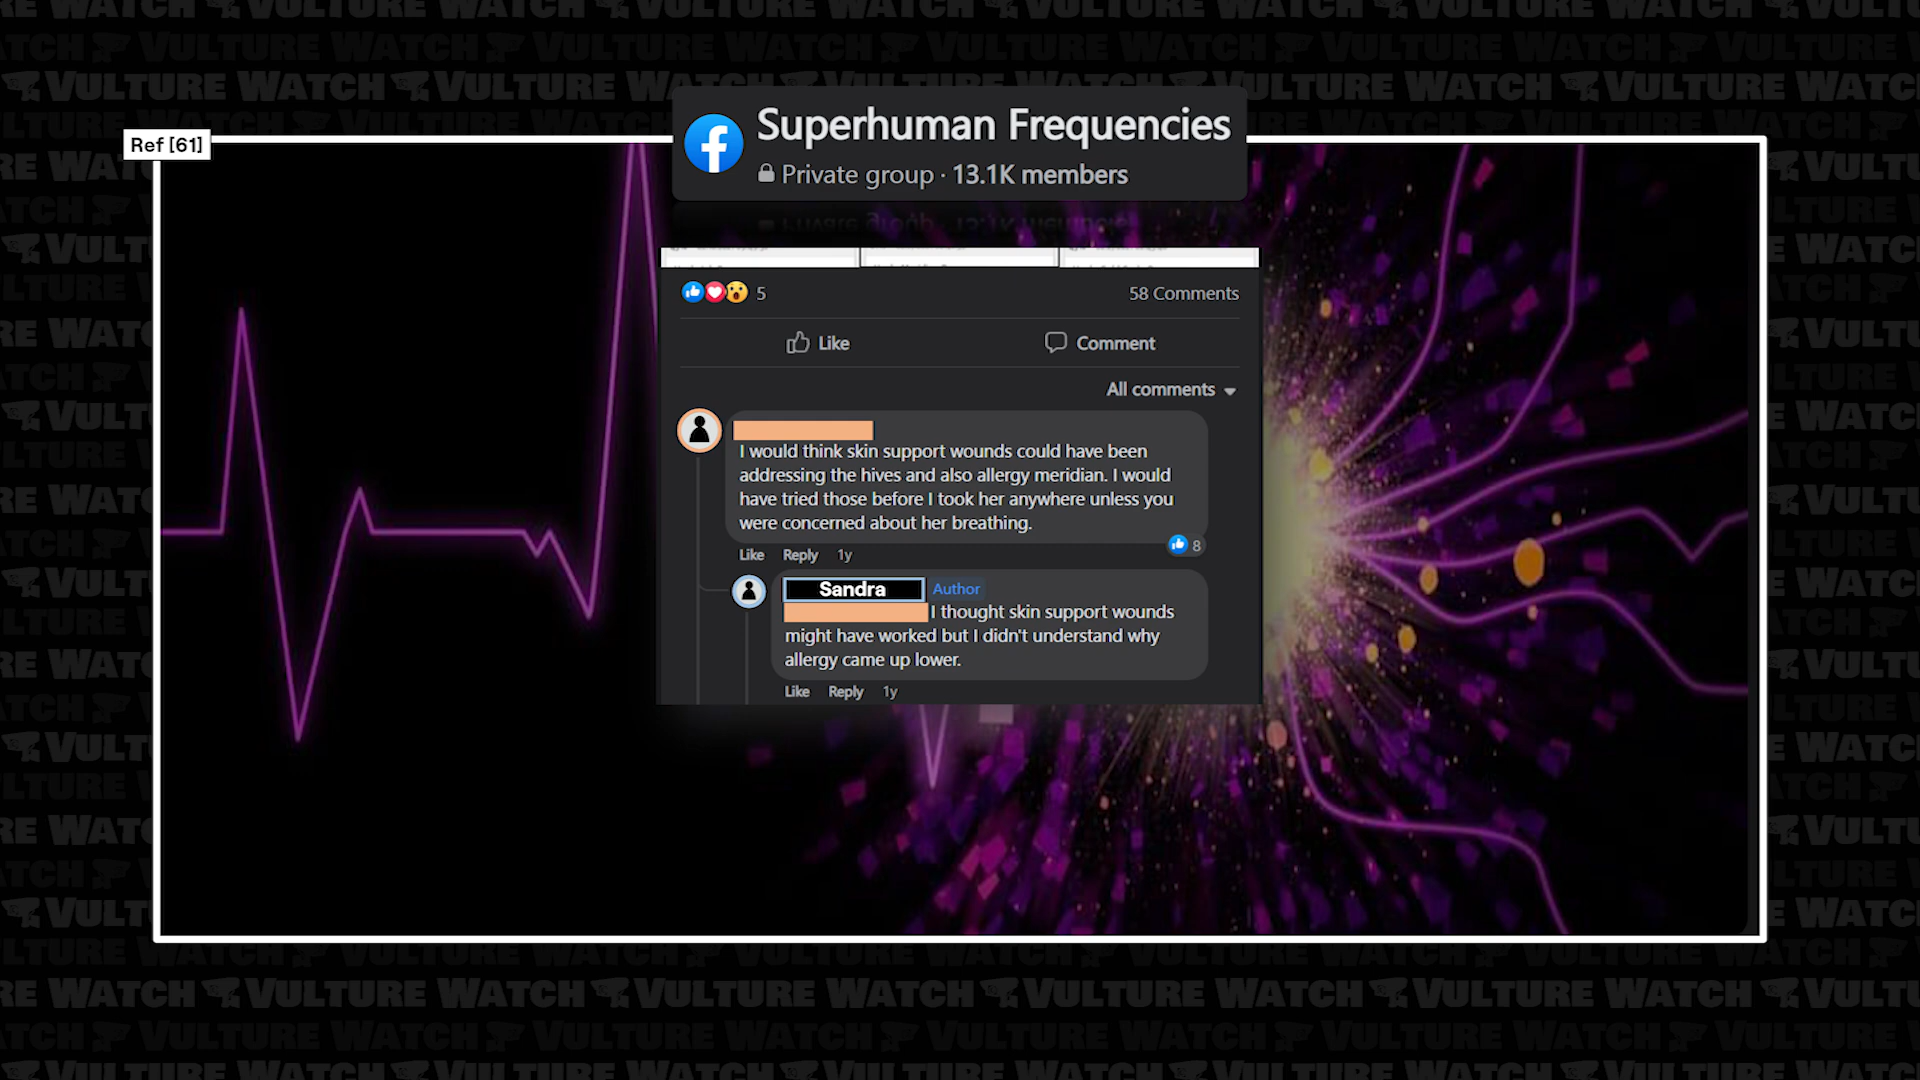 Ref [61]
Superhuman Frequencies
Private group · 13.1K members
5
58 Comments
Like
Comment
All comments
I would think skin support wounds could have been
addressing the hives and also allergy meridian. I would
have tried those before I took her anywhere unless you
were concerned about her breathing.
8
Like Reply 1y
Sandra Author
I thought skin support wounds
might have worked but I didn't understand why
allergy came up lower.
Like Reply 1y
VULTURE WATCH